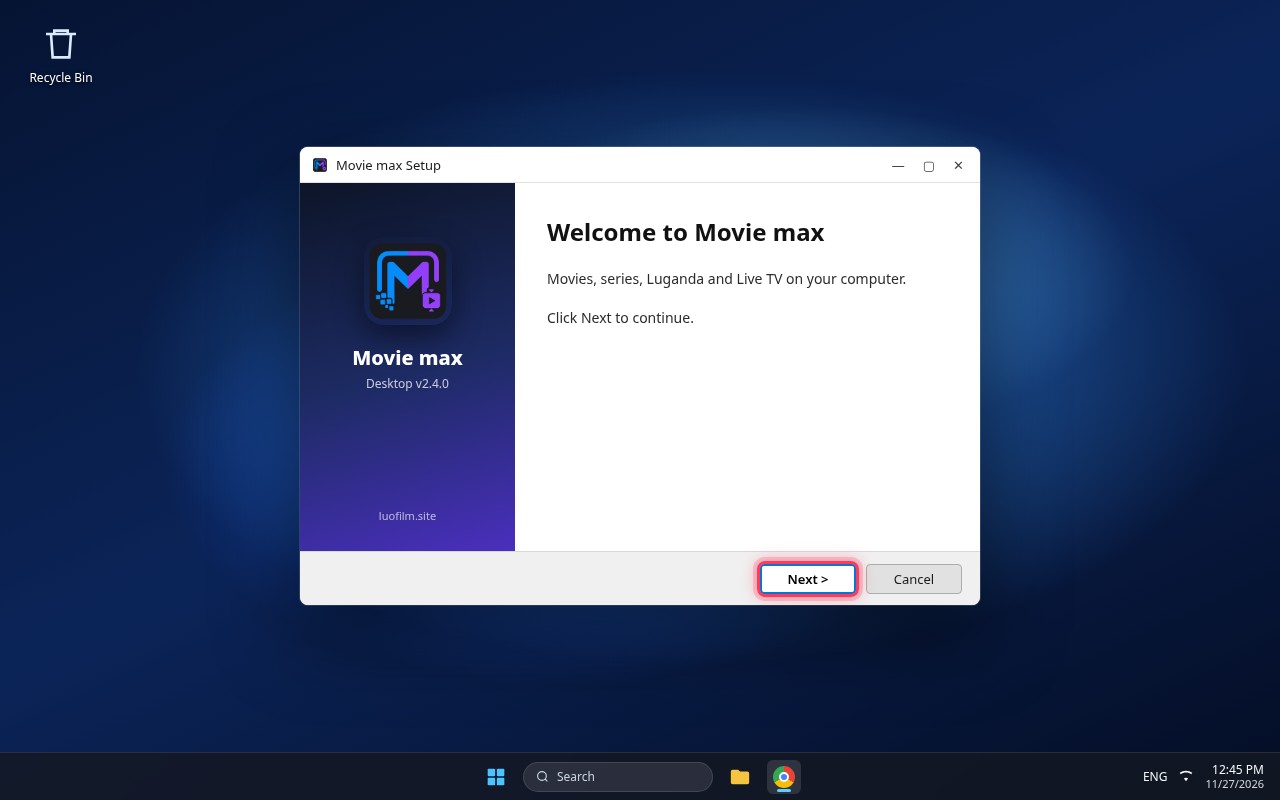 Recycle Bin
Movie max Setup
Movie max
Desktop v2.4.0
luofilm.site
Welcome to Movie max
Movies, series, Luganda and Live TV on your computer.
Click Next to continue.
Next >
Cancel
Search
ENG
12:45 PM
11/27/2026